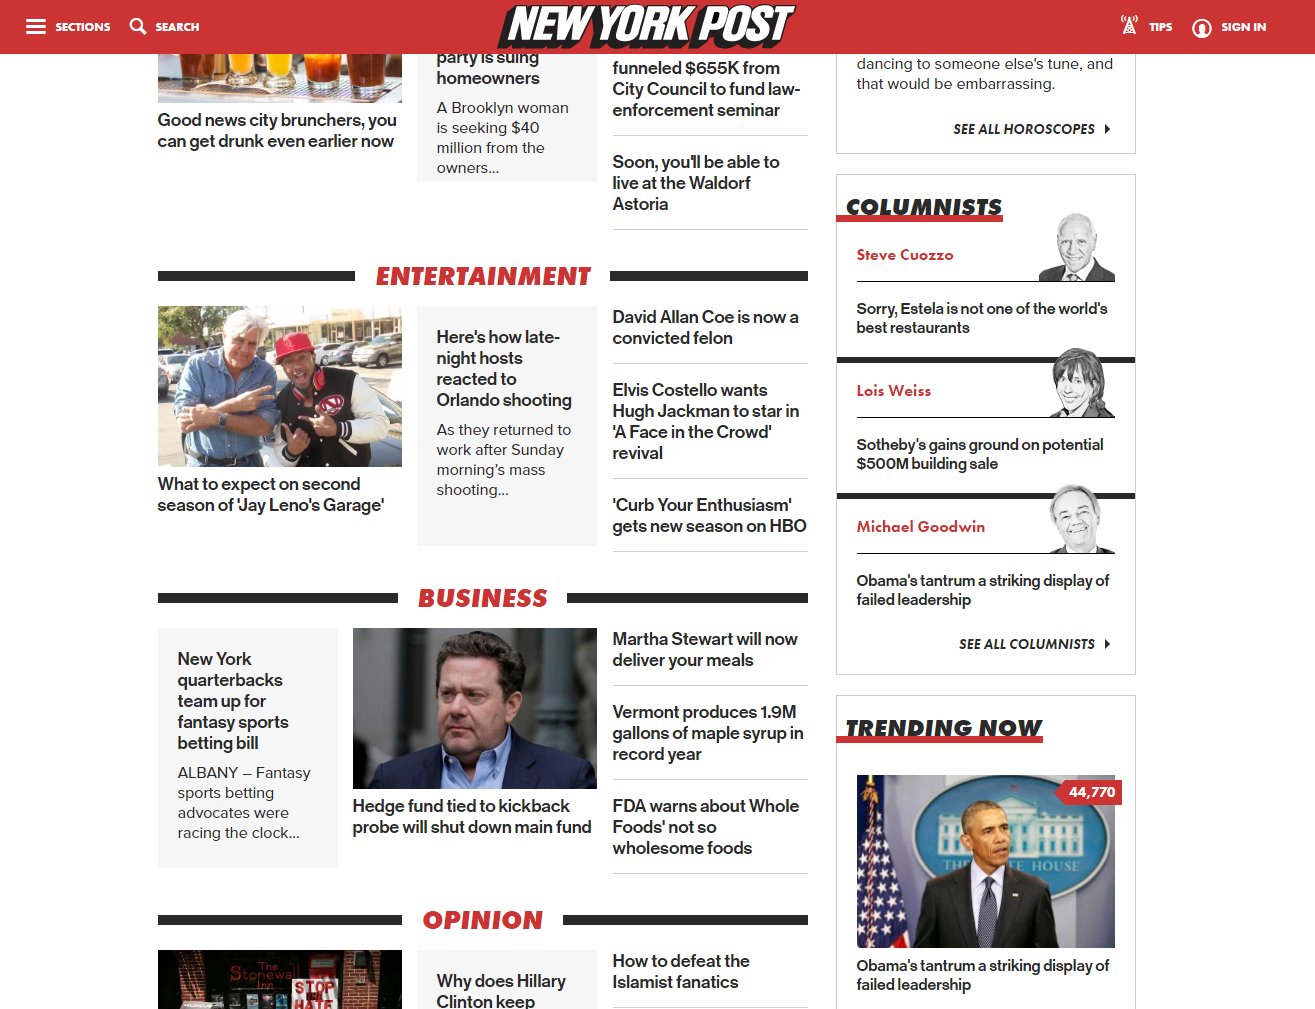 SECTIONS
SEARCH
NEW YORK POST
TIPS
SIGN IN
Good news city brunchers, you
can get drunk even earlier now
party is suing
homeowners
A Brooklyn woman
is seeking $40
million from the
owners...
funneled $655K from
City Council to fund law-
enforcement seminar
Soon, you'll be able to
live at the Waldorf
Astoria
dancing to someone else's tune, and
that would be embarrassing.
SEE ALL HOROSCOPES
COLUMNISTS
Steve Cuozzo
Sorry, Estela is not one of the world's
best restaurants
Lois Weiss
Sotheby's gains ground on potential
$500M building sale
Michael Goodwin
Obama's tantrum a striking display of
failed leadership
SEE ALL COLUMNISTS
ENTERTAINMENT
What to expect on second
season of 'Jay Leno's Garage'
Here's how late-
night hosts
reacted to
Orlando shooting
As they returned to
work after Sunday
morning's mass
shooting...
David Allan Coe is now a
convicted felon
Elvis Costello wants
Hugh Jackman to star in
'A Face in the Crowd'
revival
'Curb Your Enthusiasm'
gets new season on HBO
BUSINESS
New York
quarterbacks
team up for
fantasy sports
betting bill
ALBANY – Fantasy
sports betting
advocates were
racing the clock...
Hedge fund tied to kickback
probe will shut down main fund
Martha Stewart will now
deliver your meals
Vermont produces 1.9M
gallons of maple syrup in
record year
FDA warns about Whole
Foods' not so
wholesome foods
TRENDING NOW
44,770
THE WHITE HOUSE
Obama's tantrum a striking display of
failed leadership
OPINION
The
Stonewall
Inn
STOP
HATE
Why does Hillary
Clinton keep
How to defeat the
Islamist fanatics